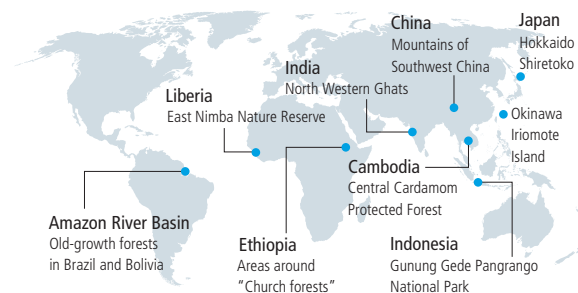 China
Mountains of
Southwest China
Japan
Hokkaido
Shiretoko
India
North Western Ghats
Liberia
East Nimba Nature Reserve
Okinawa
Iriomote
Island
Cambodia
Central Cardamom
Protected Forest
Amazon River Basin
Old-growth forests
in Brazil and Bolivia
Ethiopia
Areas around
“Church forests”
Indonesia
Gunung Gede Pangrango
National Park